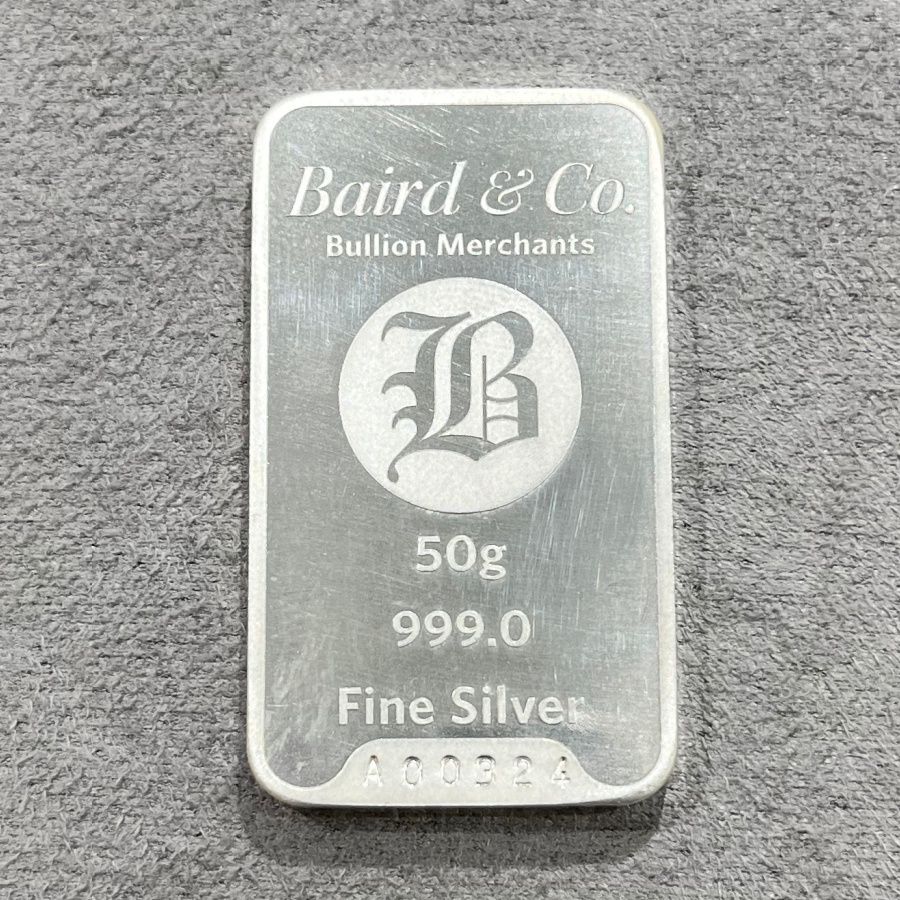 Baird & Co.
Bullion Merchants
B
50g
999.0
Fine Silver
A00324